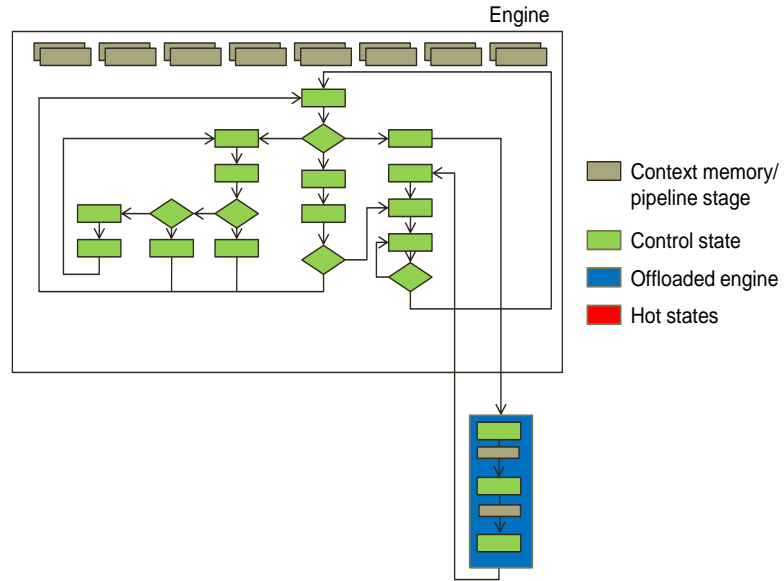 Engine
Context memory/
pipeline stage
Control state
Offloaded engine
Hot states